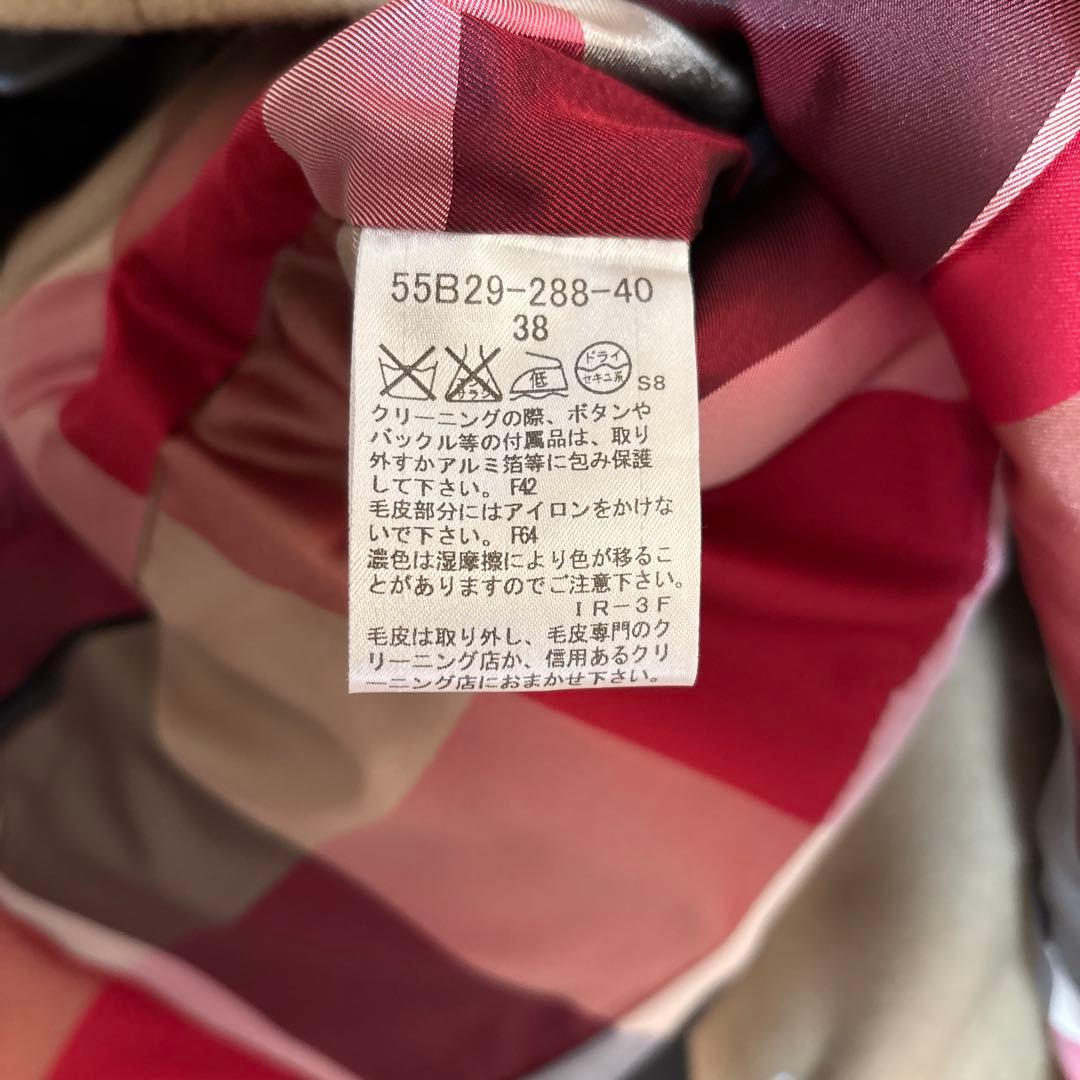 55B29-288-40
38
エンソ サラシ 低 ドライ セキユ系 S8
クリーニングの際、ボタンや
バックル等の付属品は、取り
外すかアルミ箔等に包み保護
して下さい。 F42
毛皮部分にはアイロンをかけな
いで下さい。 F64
濃色は湿摩擦により色が移るこ
とがありますのでご注意下さい。
IR-3F
毛皮は取り外し、毛皮専門のク
リーニング店か、信用あるクリ
ーニング店におまかせ下さい。